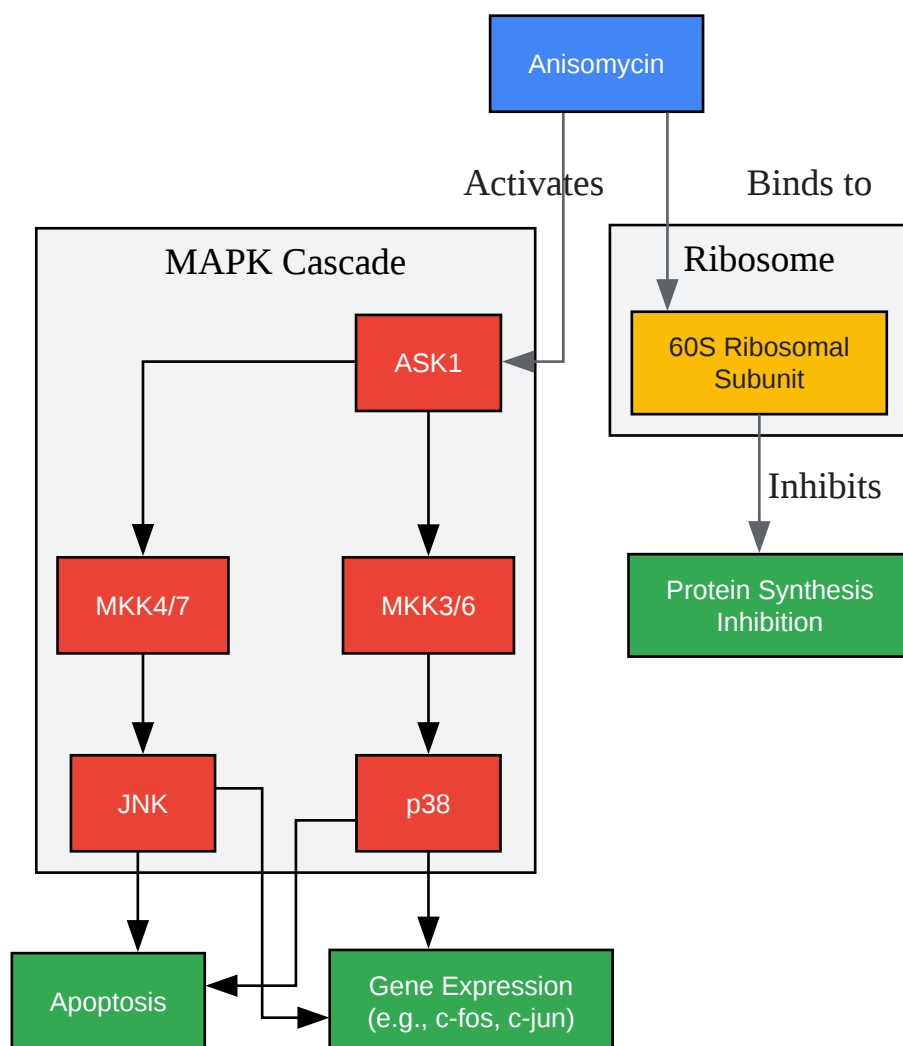 Anisomycin
Activates
Binds to
MAPK Cascade
Ribosome
ASK1
60S Ribosomal
Subunit
Inhibits
MKK4/7
MKK3/6
Protein Synthesis
Inhibition
JNK
p38
Apoptosis
Gene Expression
(e.g., c-fos, c-jun)